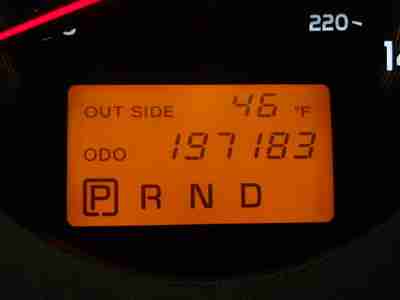 220
OUT SIDE 46 °F
ODO 197183
P R N D